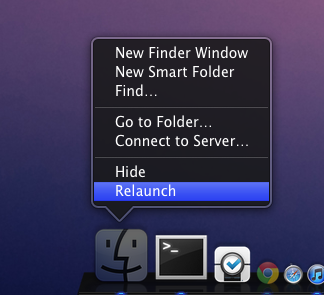 New Finder Window
New Smart Folder
Find...
Go to Folder...
Connect to Server...
Hide
Relaunch
>_